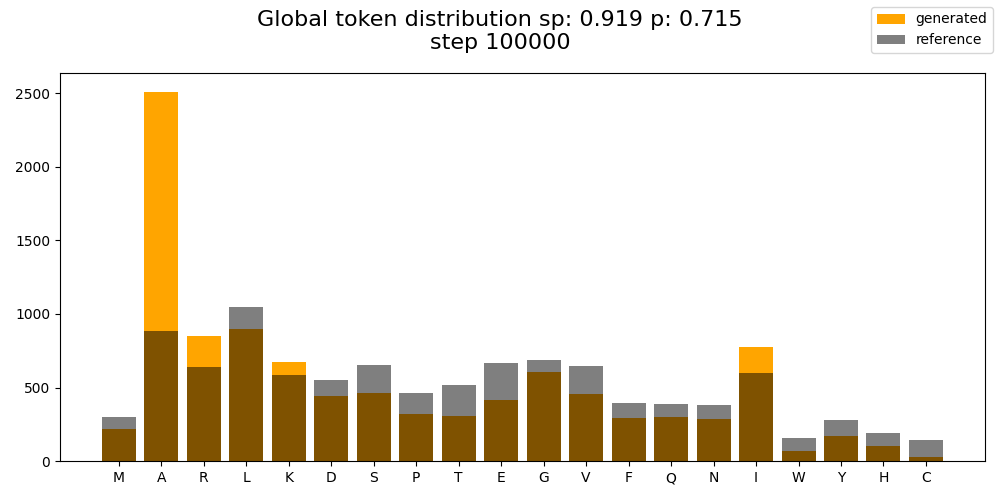 Global token distribution sp: 0.919 p: 0.715
step 100000
generated
reference
2500
2000
1500
1000
500
0
M A R L K D S P T E G V F Q N I W Y H C